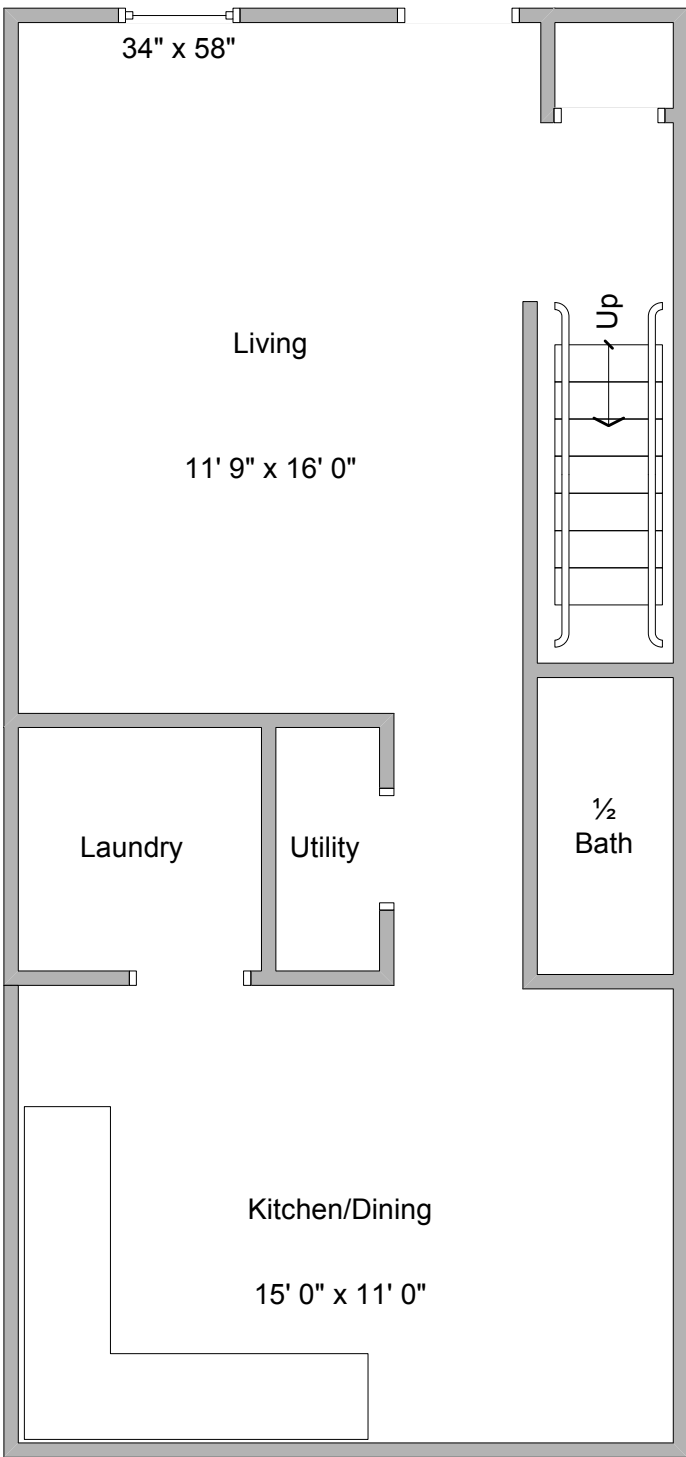 34" x 58"
Up
Living
11' 9" x 16' 0"
Laundry
Utility
½
Bath
Kitchen/Dining
15' 0" x 11' 0"